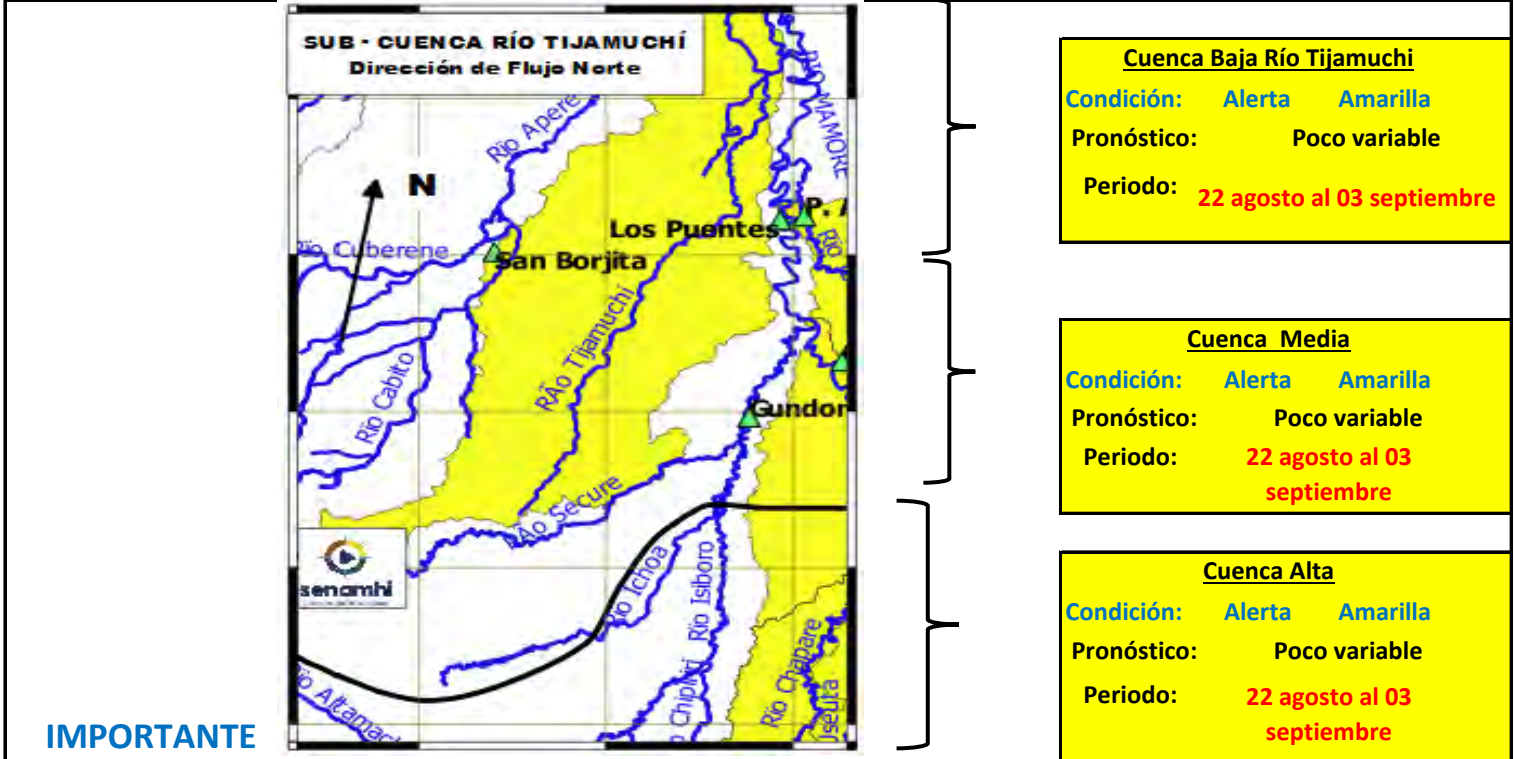 SUB - CUENCA RÍO TIJAMUCHÍ
Dirección de Flujo Norte
Río Apere
RIO MAMORE
N
P. A
Los Puentes
Río
Río Cuberene
San Borjita
RÃo Tijamuchí
Río Cabito
Gundor
RÃo Secure
senamhi
Río Ichoa
Río Isiboro
Río Chapare
Chipiriri
Río Altamach
IMPORTANTE
Cuenca Baja Río Tijamuchi
Condición: Alerta Amarilla
Pronóstico: Poco variable
Periodo: 22 agosto al 03 septiembre
Cuenca Media
Condición: Alerta Amarilla
Pronóstico: Poco variable
Periodo: 22 agosto al 03
septiembre
Cuenca Alta
Condición: Alerta Amarilla
Pronóstico: Poco variable
Periodo: 22 agosto al 03
septiembre